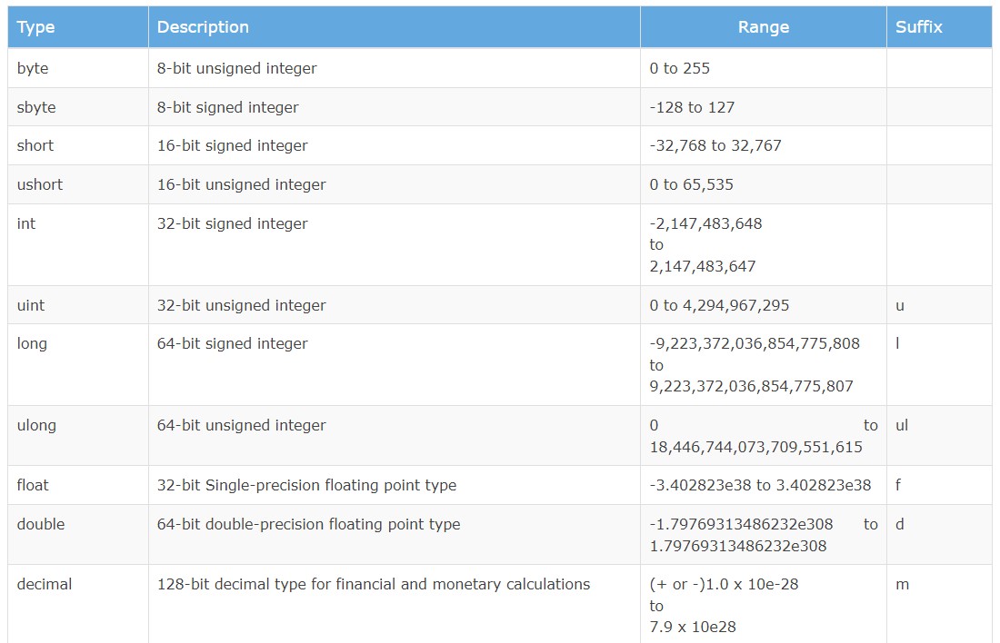 Type Description Range Suffix
byte 8-bit unsigned integer 0 to 255
sbyte 8-bit signed integer -128 to 127
short 16-bit signed integer -32,768 to 32,767
ushort 16-bit unsigned integer 0 to 65,535
int 32-bit signed integer -2,147,483,648
to
2,147,483,647
uint 32-bit unsigned integer 0 to 4,294,967,295 u
long 64-bit signed integer -9,223,372,036,854,775,808 l
to
9,223,372,036,854,775,807
ulong 64-bit unsigned integer 0 to ul
18,446,744,073,709,551,615
float 32-bit Single-precision floating point type -3.402823e38 to 3.402823e38 f
double 64-bit double-precision floating point type -1.79769313486232e308 to d
1.79769313486232e308
decimal 128-bit decimal type for financial and monetary calculations (+ or -)1.0 x 10e-28 m
to
7.9 x 10e28